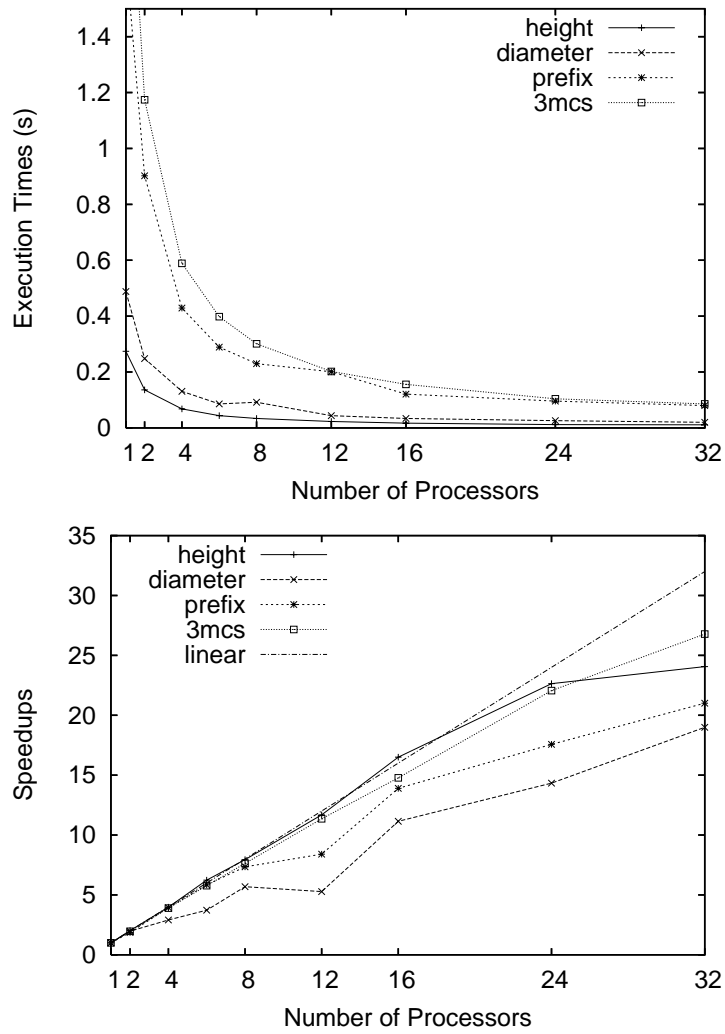 1.4
1.2
1
0.8
0.6
0.4
0.2
0
Execution Times (s)
height
diameter
prefix
3mcs
1 2 4 8 12 16 24 32
Number of Processors
35
30
25
20
15
10
5
0
Speedups
height
diameter
prefix
3mcs
linear
1 2 4 8 12 16 24 32
Number of Processors